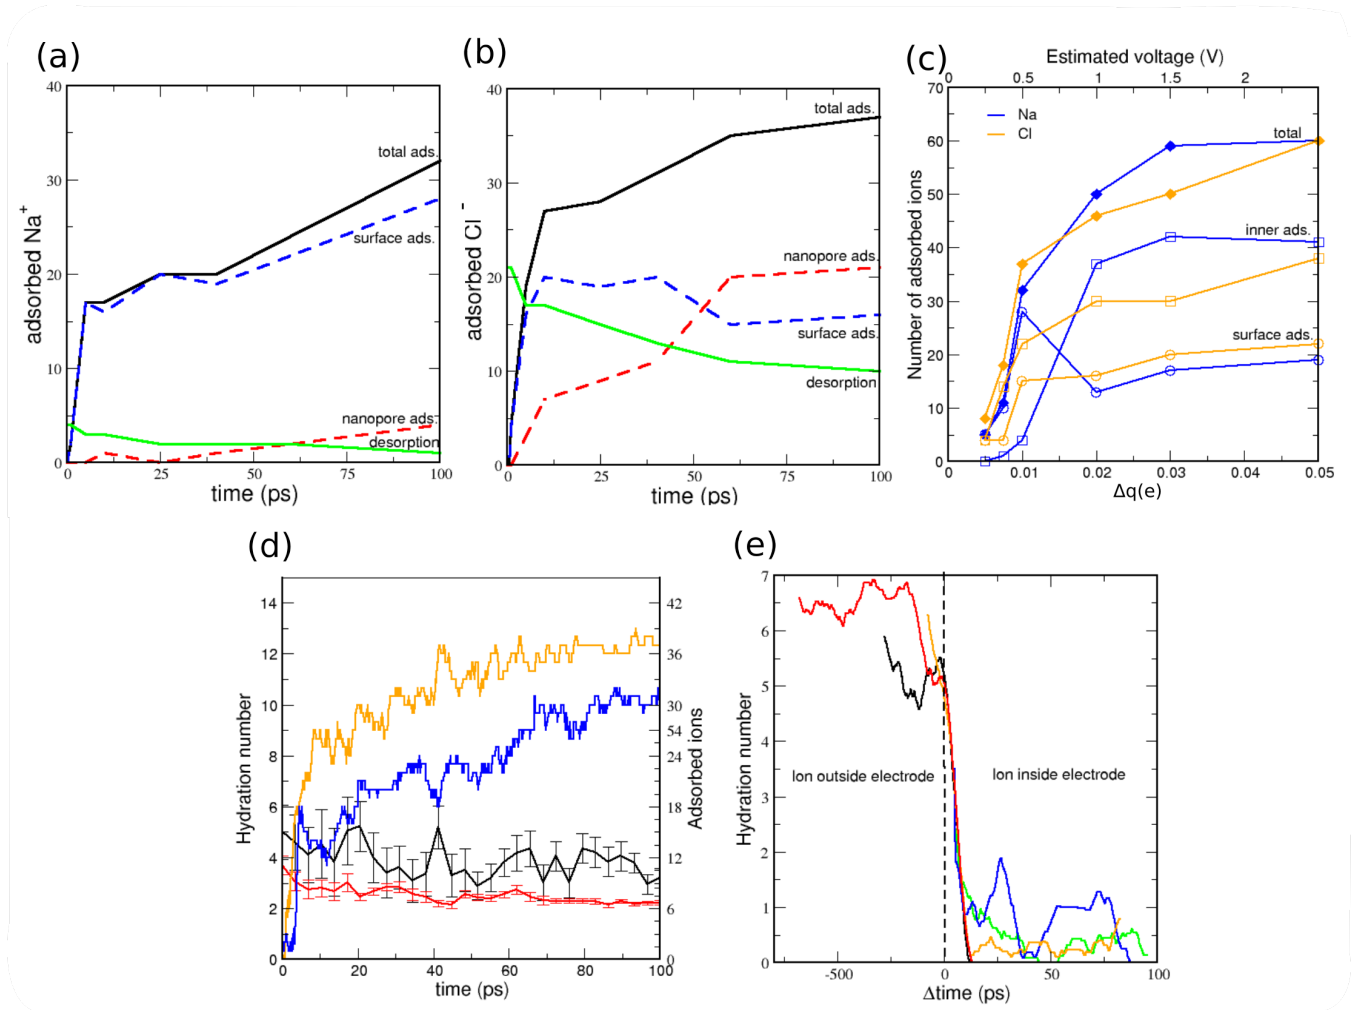 (a)
40
30
20
10
0
adsorbed Na+
total ads.
surface ads.
nanopore ads.
desorption
0 25 50 75 100
time (ps)
(b)
40
30
20
10
0
adsorbed Cl-
total ads.
nanopore ads.
surface ads.
desorption
0 25 50 75 100
time (ps)
(c)
Estimated voltage (V)
0 0.5 1 1.5 2
70
60
50
40
30
20
10
0
Number of adsorbed ions
Na
Cl
total
inner ads.
surface ads.
0 0.01 0.02 0.03 0.04 0.05
Δq(e)
(d)
14
12
10
8
6
4
2
0
Hydration number
42
36
30
54
24
18
12
6
0
Adsorbed ions
0 20 40 60 80 100
time (ps)
(e)
7
6
5
4
3
2
1
0
Hydration number
Ion outside electrode
Ion inside electrode
-500 0 50 100
Δtime (ps)